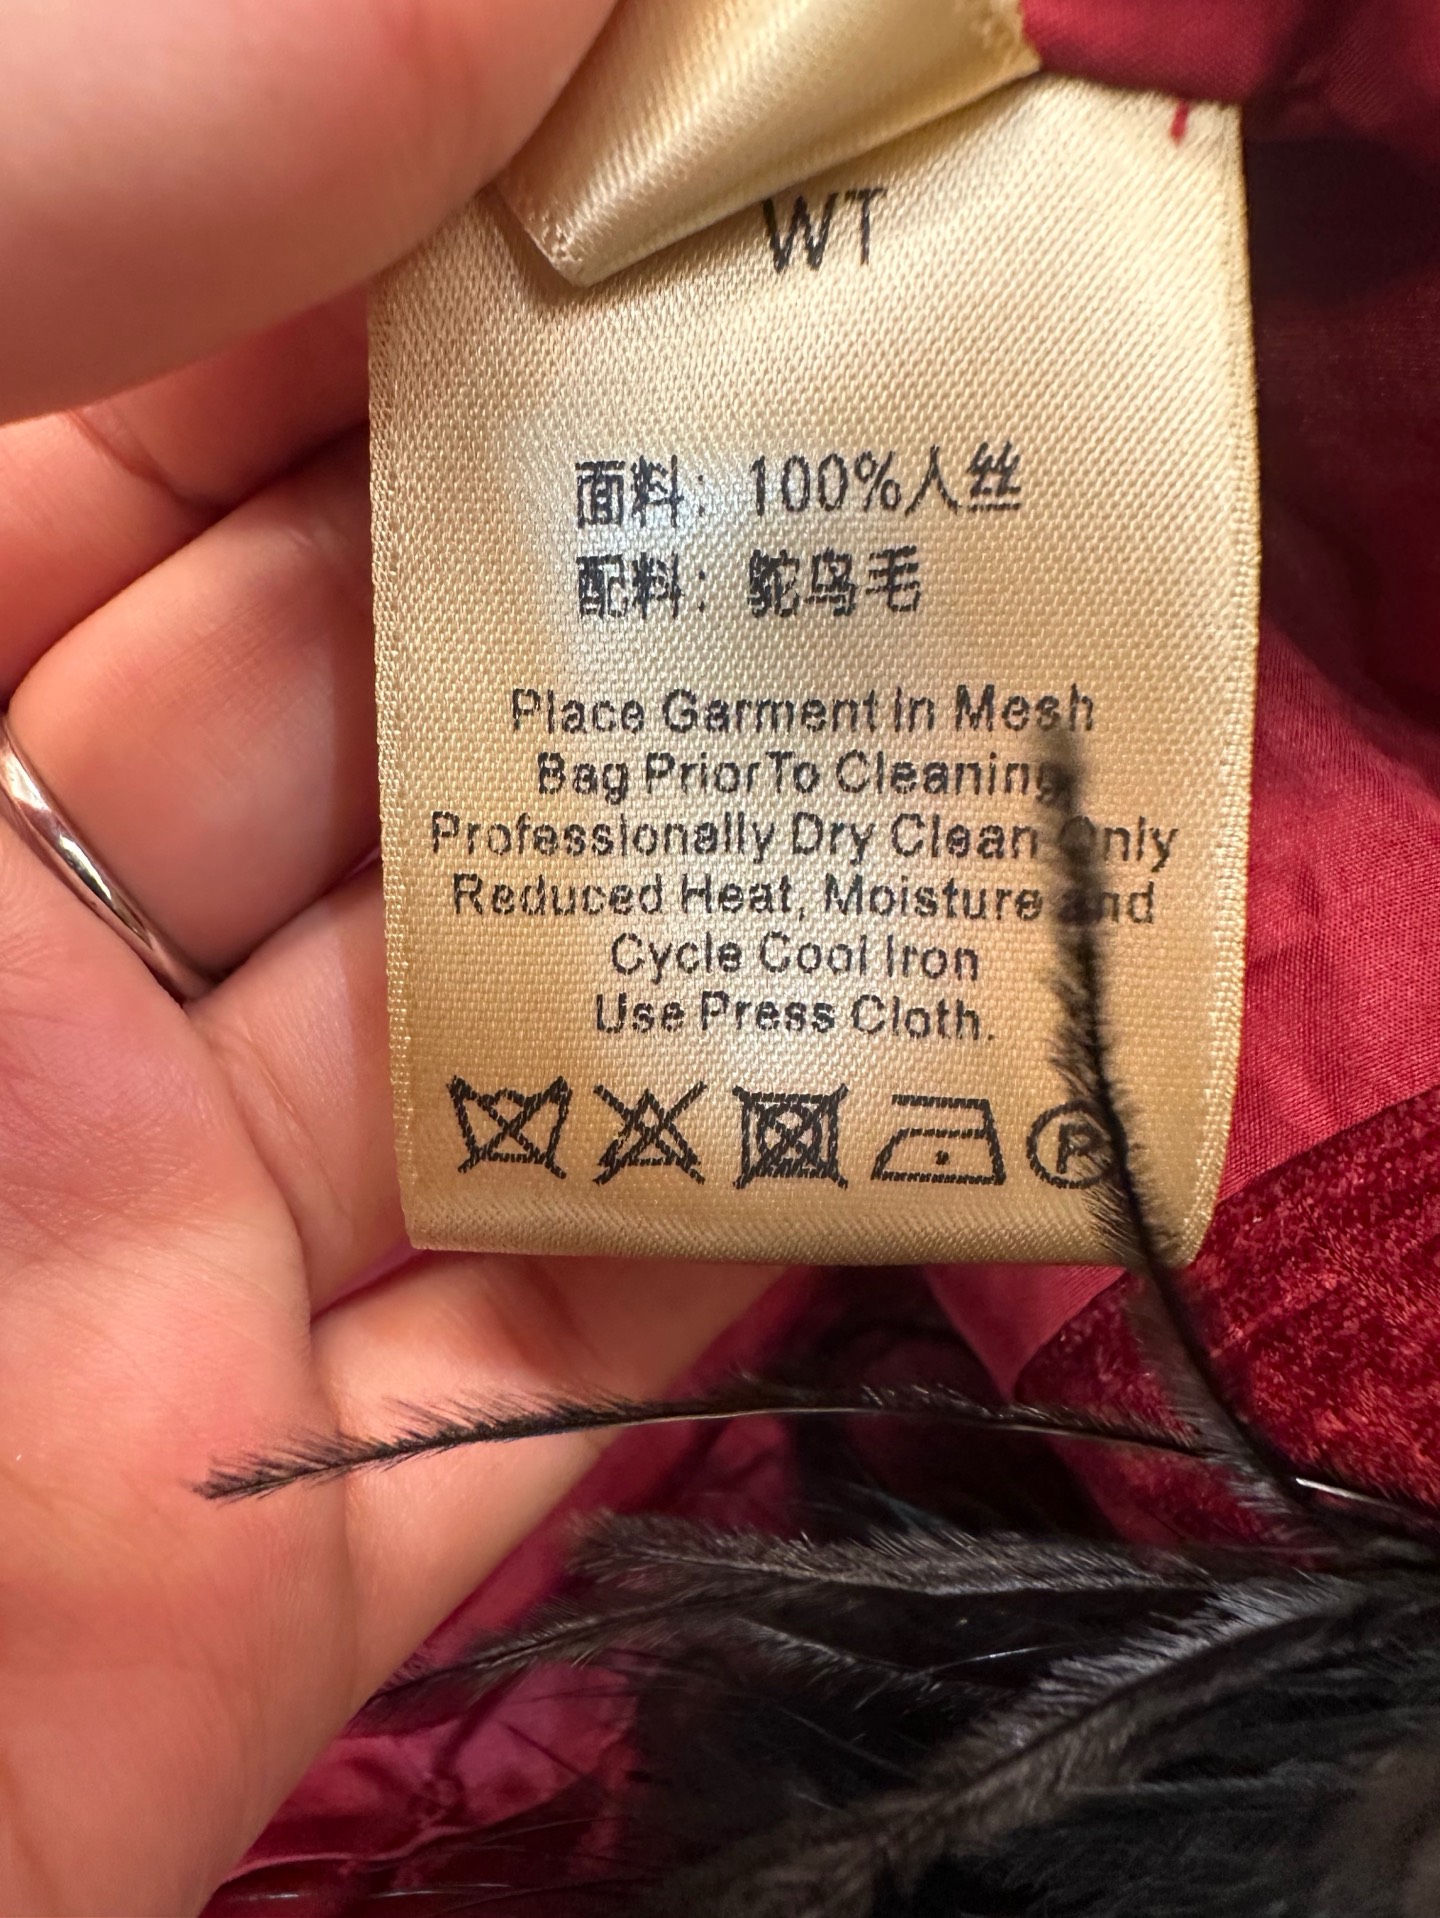 WT
面料：100%人丝
配料：鸵鸟毛
Place Garment In Mesh
Bag Prior To Cleaning
Professionally Dry Clean Only
Reduced Heat, Moisture and
Cycle Cool Iron
Use Press Cloth.
P